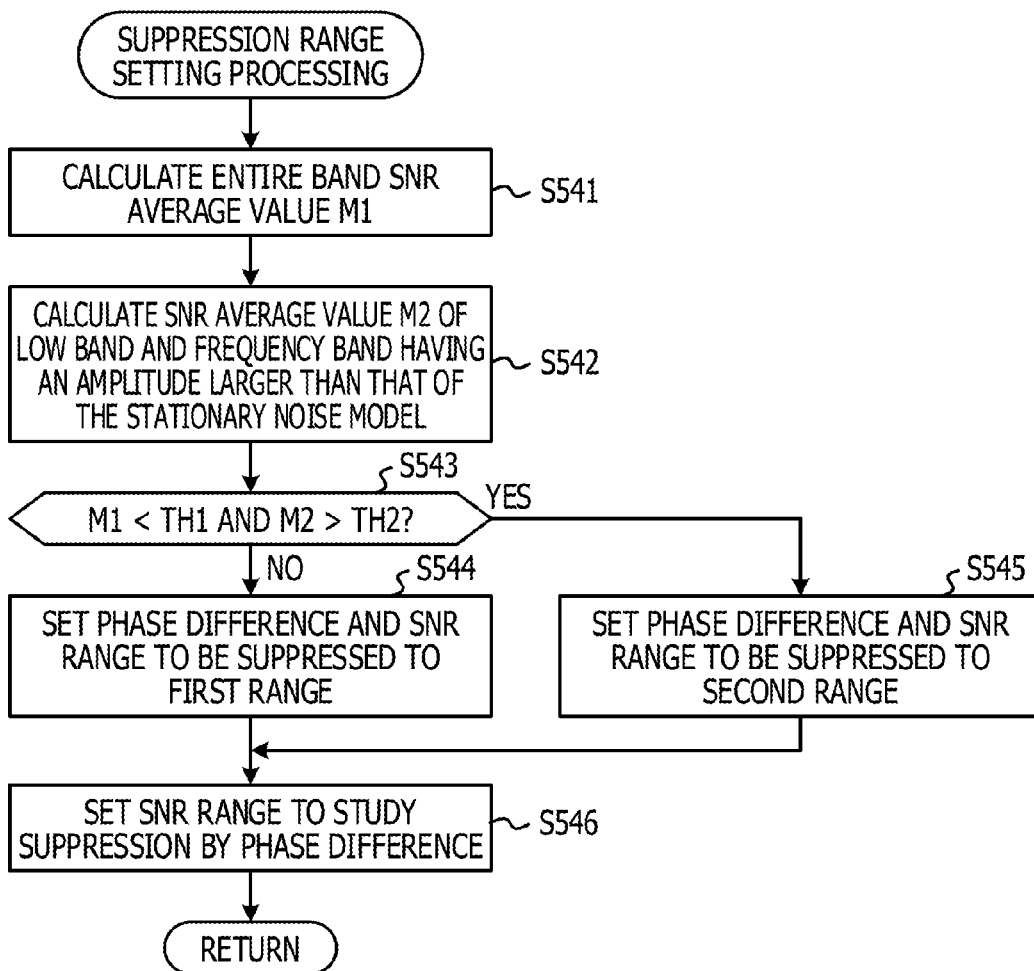 SUPPRESSION RANGE
SETTING PROCESSING
CALCULATE ENTIRE BAND SNR
AVERAGE VALUE M1
S541
CALCULATE SNR AVERAGE VALUE M2 OF
LOW BAND AND FREQUENCY BAND HAVING
AN AMPLITUDE LARGER THAN THAT OF
THE STATIONARY NOISE MODEL
S542
S543
M1 < TH1 AND M2 > TH2?
YES
NO
S544
SET PHASE DIFFERENCE AND SNR
RANGE TO BE SUPPRESSED TO
FIRST RANGE
S545
SET PHASE DIFFERENCE AND SNR
RANGE TO BE SUPPRESSED TO
SECOND RANGE
SET SNR RANGE TO STUDY
SUPPRESSION BY PHASE DIFFERENCE
S546
RETURN